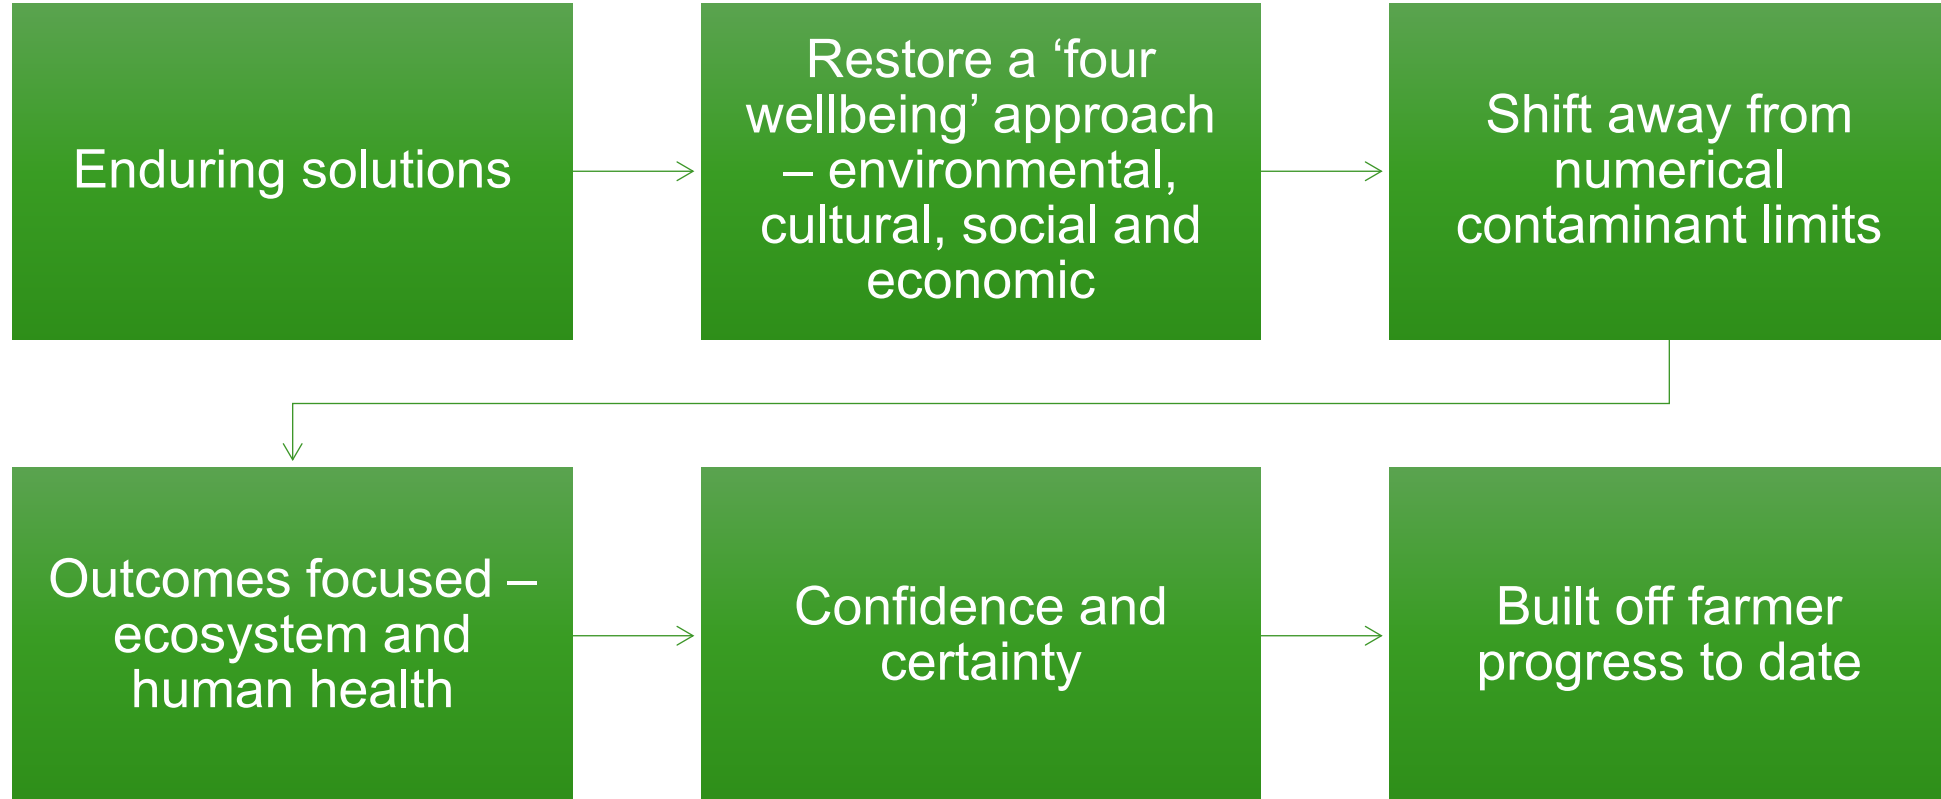 Enduring solutions
Restore a ‘four
wellbeing’ approach
– environmental,
cultural, social and
economic
Shift away from
numerical
contaminant limits
Outcomes focused –
ecosystem and
human health
Confidence and
certainty
Built off farmer
progress to date